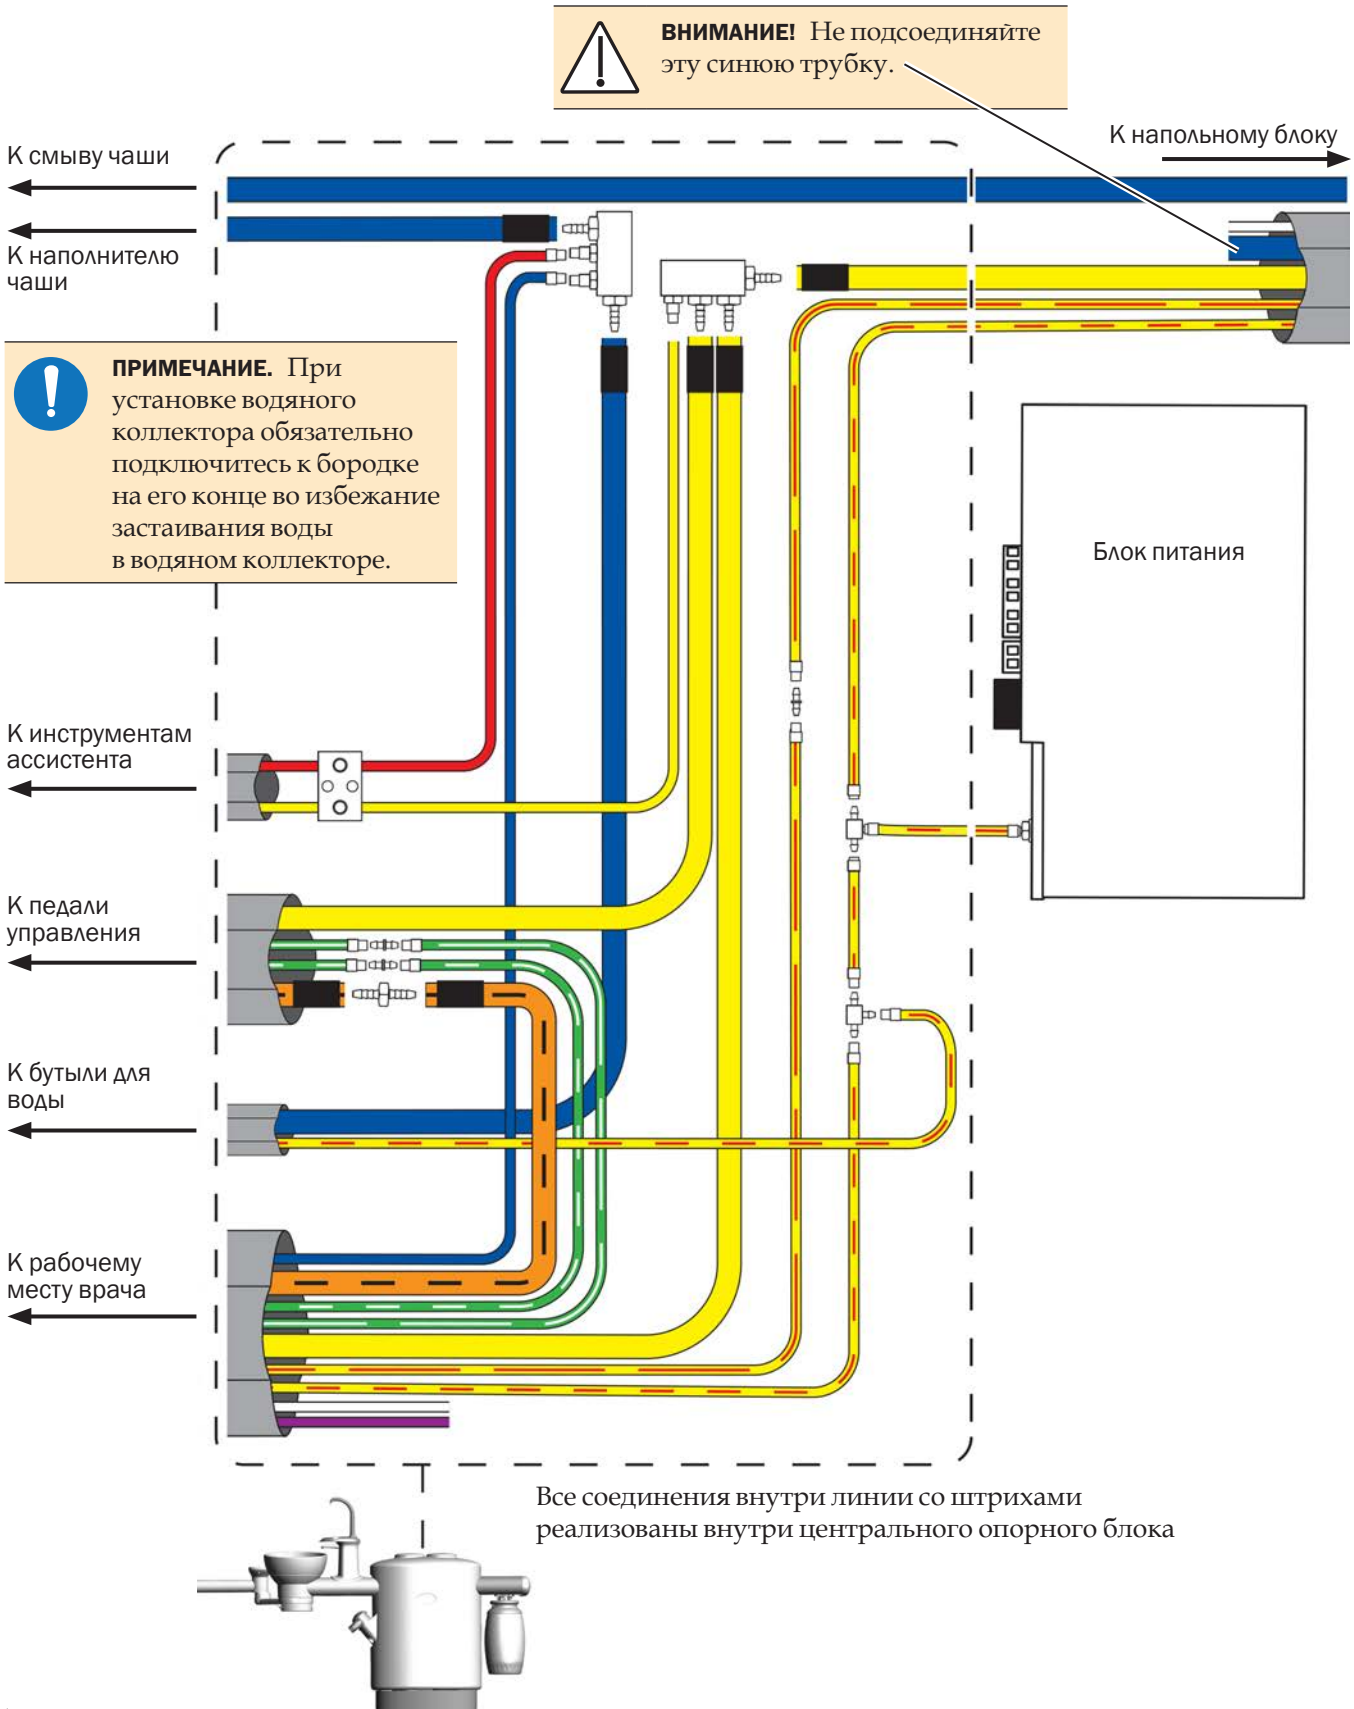 ВНИМАНИЕ! Не подсоединяйте
эту синюю трубку.
К напольному блоку
К смыву чаши
К наполнителю
чаши
ПРИМЕЧАНИЕ. При
установке водяного
коллектора обязательно
подключитесь к бородке
на его конце во избежание
застаивания воды
в водяном коллекторе.
Блок питания
К инструментам
ассистента
К педали
управления
К бутыли для
воды
К рабочему
месту врача
Все соединения внутри линии со штрихами
реализованы внутри центрального опорного блока